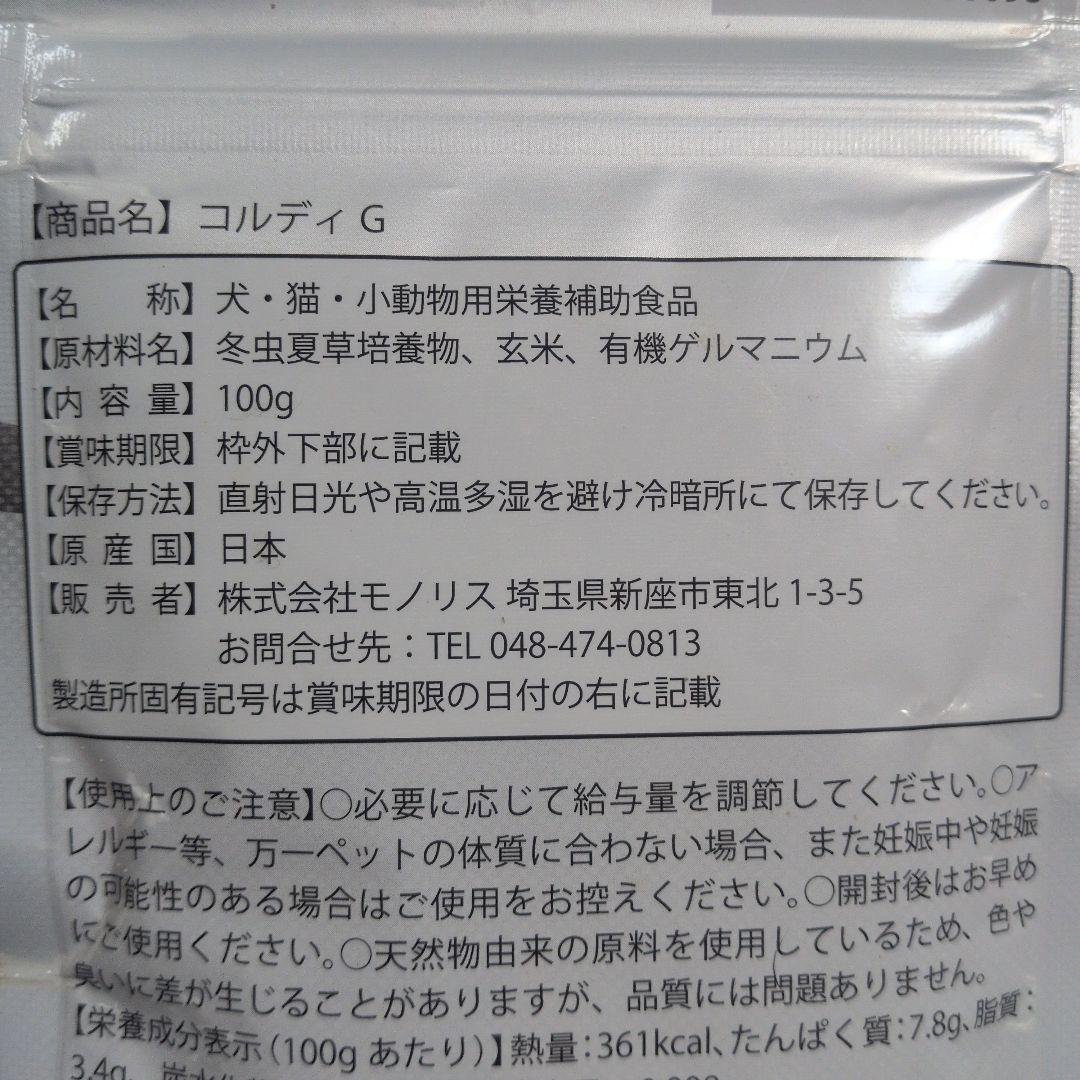 【商品名】 コルディ G
【名　　称】 犬・猫・小動物用栄養補助食品
【原材料名】 冬虫夏草培養物、玄米、有機ゲルマニウム
【内 容 量】 100g
【賞味期限】 枠外下部に記載
【保存方法】 直射日光や高温多湿を避け冷暗所にて保存してください。
【原 産 国】 日本
【販 売 者】 株式会社モノリス 埼玉県新座市東北 1-3-5
お問合せ先：TEL 048-474-0813
製造所固有記号は賞味期限の日付の右に記載
【使用上のご注意】〇必要に応じて給与量を調節してください。〇ア
レルギー等、万一ペットの体質に合わない場合、また妊娠中や妊娠
の可能性のある場合はご使用をお控えください。〇開封後はお早め
にご使用ください。〇天然物由来の原料を使用しているため、色や
臭いに差が生じることがありますが、品質には問題ありません。
【栄養成分表示（100g あたり）】熱量：361kcal、たんぱく質：7.8g、脂質：
3.4g、